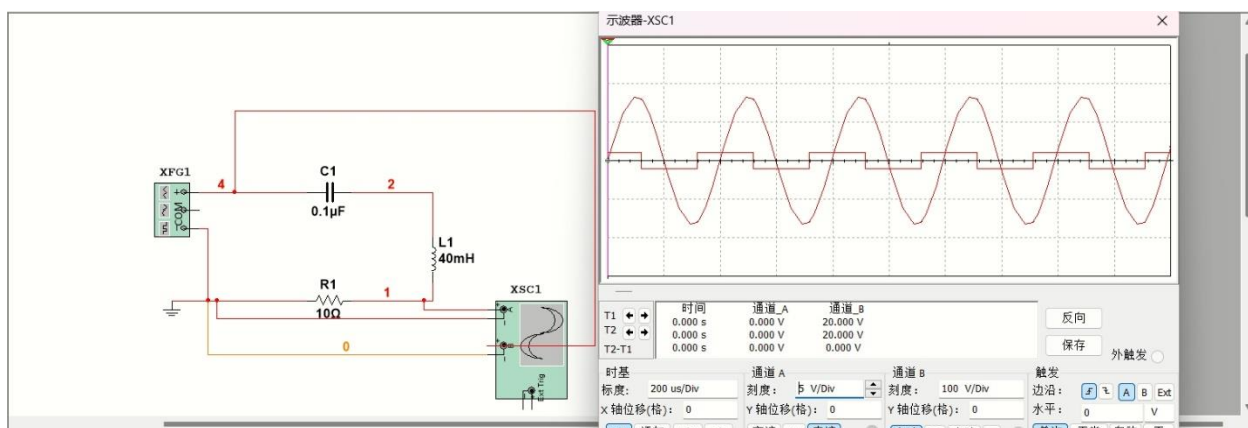 示波器-XSC1
XFG1
COM
4
C1
0.1μF
2
L1
40mH
R1
10Ω
1
0
XSC1
Ext Trig
时间 通道_A 通道_B
T1 0.000 s 0.000 V 20.000 V
T2 0.000 s 0.000 V 20.000 V
T2-T1 0.000 s 0.000 V 0.000 V
反向
保存
外触发
时基 通道 A 通道 B 触发
标度: 200 us/Div 刻度: 5 V/Div 刻度: 100 V/Div 边沿: A B Ext
X 轴位移(格): 0 Y 轴位移(格): 0 Y 轴位移(格): 0 水平: 0 V